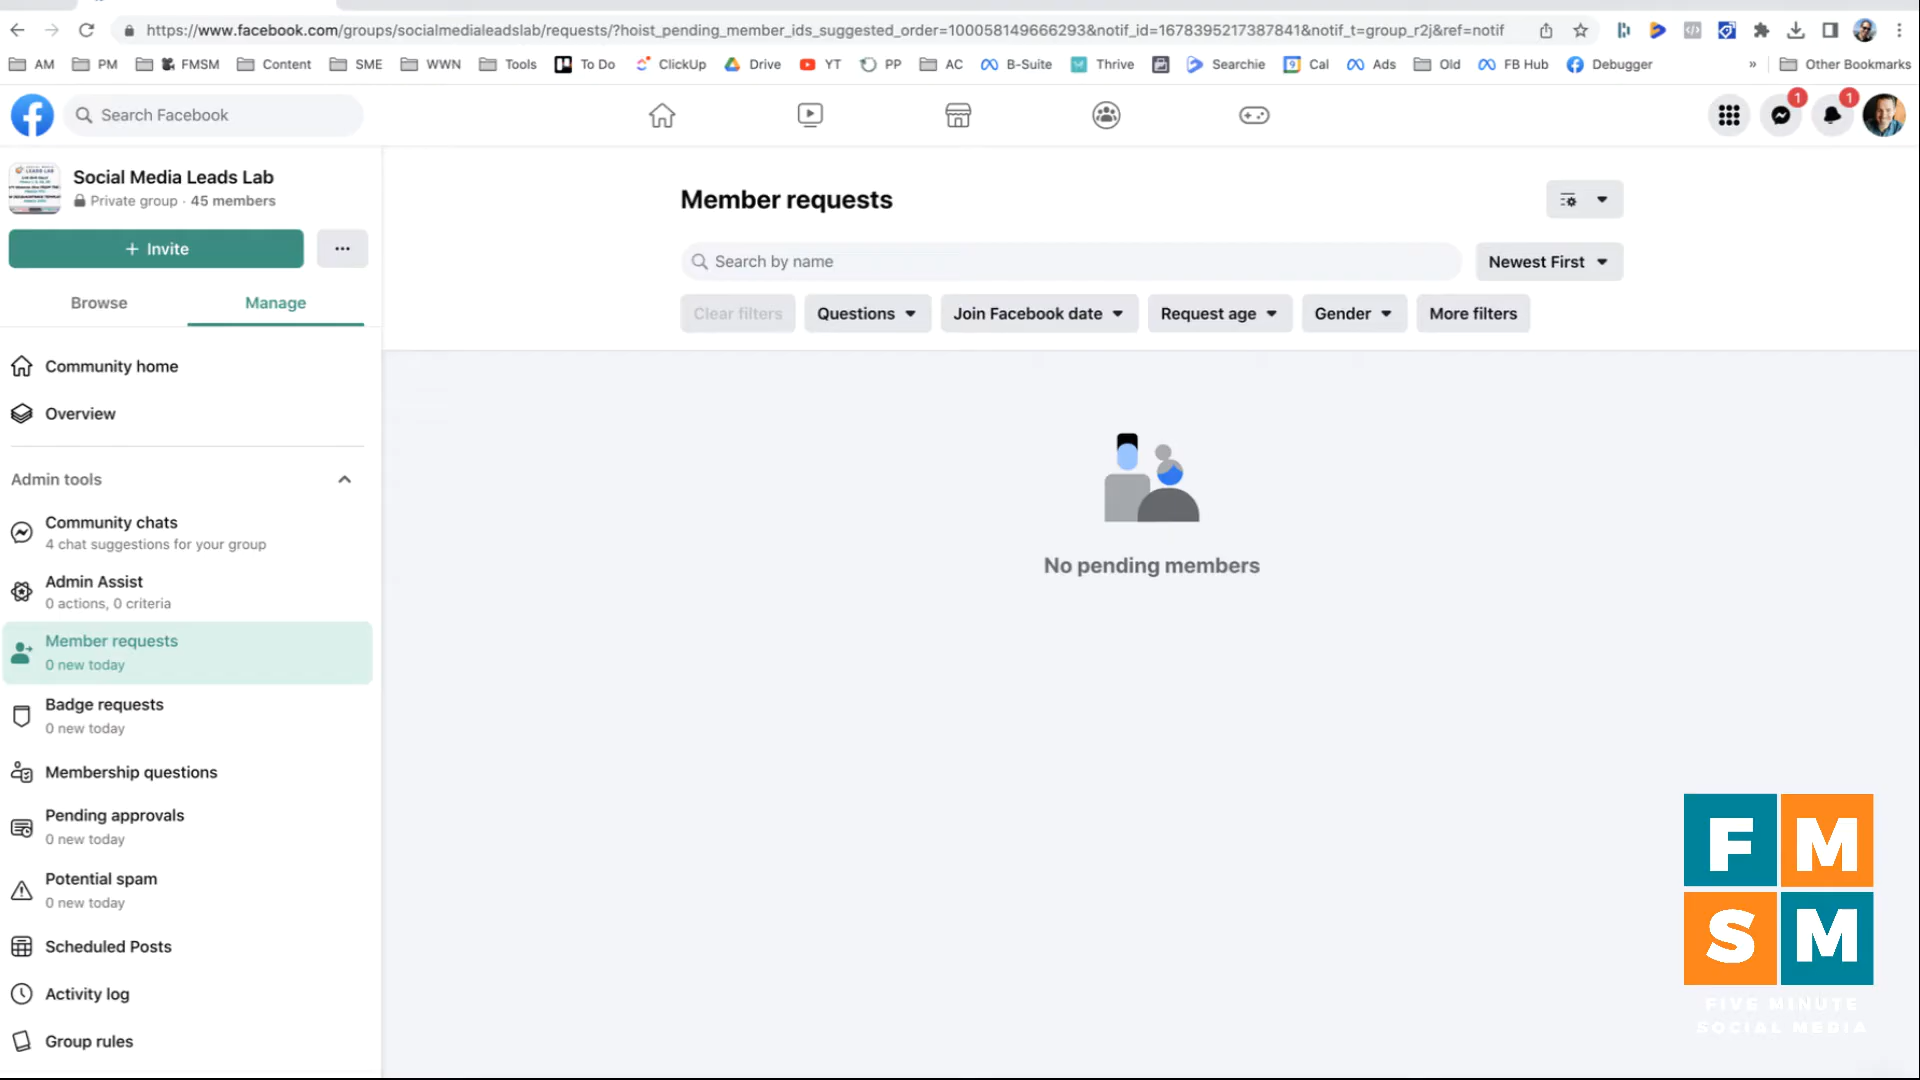 https://www.facebook.com/groups/socialmedialeadslab/requests/?hoist_pending_member_ids_suggested_order=100058149666293&notif_id=1678395217387841&notif_t=group_r2j&ref=notif
AM PM FMSM Content SME WWN Tools To Do ClickUp Drive YT PP AC B-Suite Thrive Searchie 9 Cal Ads Old FB Hub Debugger » Other Bookmarks
Search Facebook
1
1
Social Media Leads Lab
Private group · 45 members
+ Invite
Browse
Manage
Community home
Overview
Admin tools
Community chats
4 chat suggestions for your group
Admin Assist
0 actions, 0 criteria
Member requests
0 new today
Badge requests
0 new today
Membership questions
Pending approvals
0 new today
Potential spam
0 new today
Scheduled Posts
Activity log
Group rules
Member requests
Search by name
Newest First
Clear filters Questions Join Facebook date Request age Gender More filters
No pending members
F M
S M
FIVE MINUTE
SOCIAL MEDIA